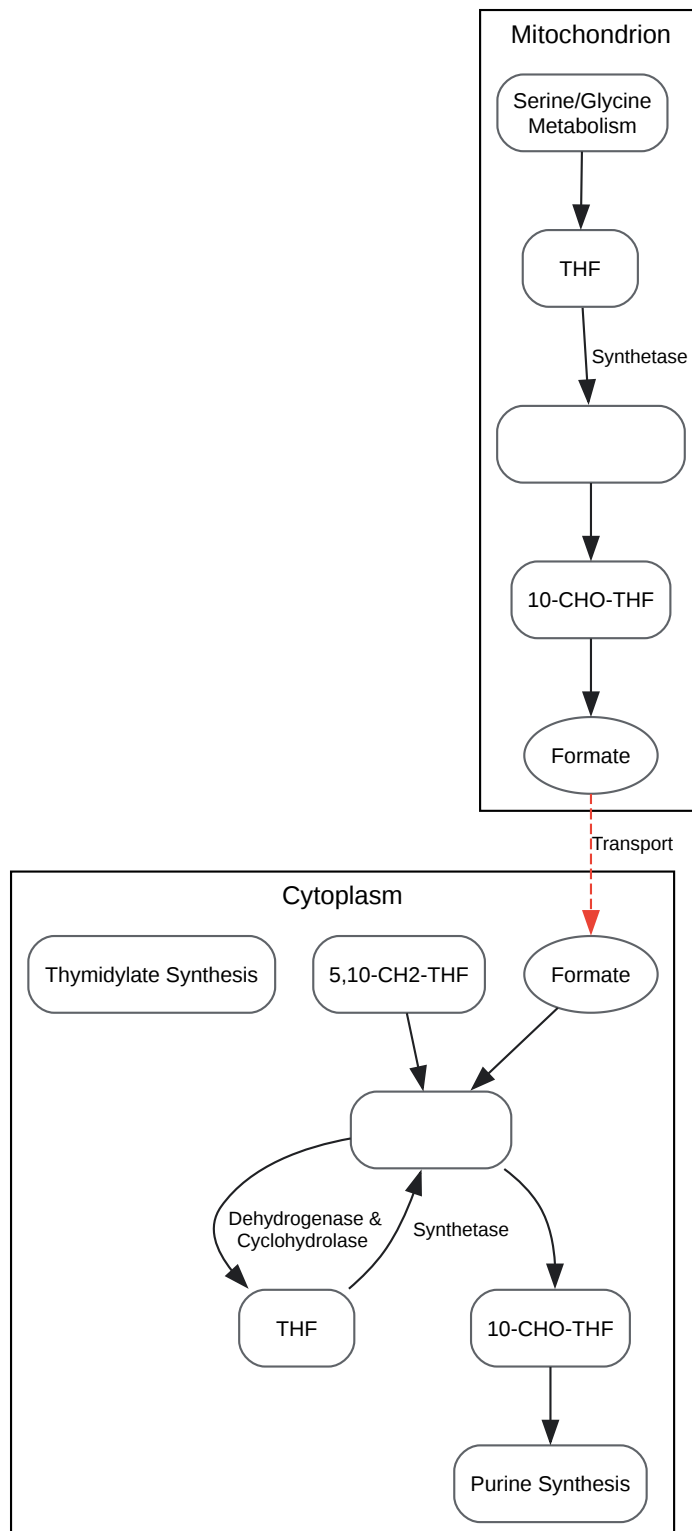 Mitochondrion
Serine/Glycine
Metabolism
THF
Synthetase
10-CHO-THF
Formate
Transport
Cytoplasm
Thymidylate Synthesis
5,10-CH2-THF
Formate
Dehydrogenase &
Cyclohydrolase
Synthetase
THF
10-CHO-THF
Purine Synthesis